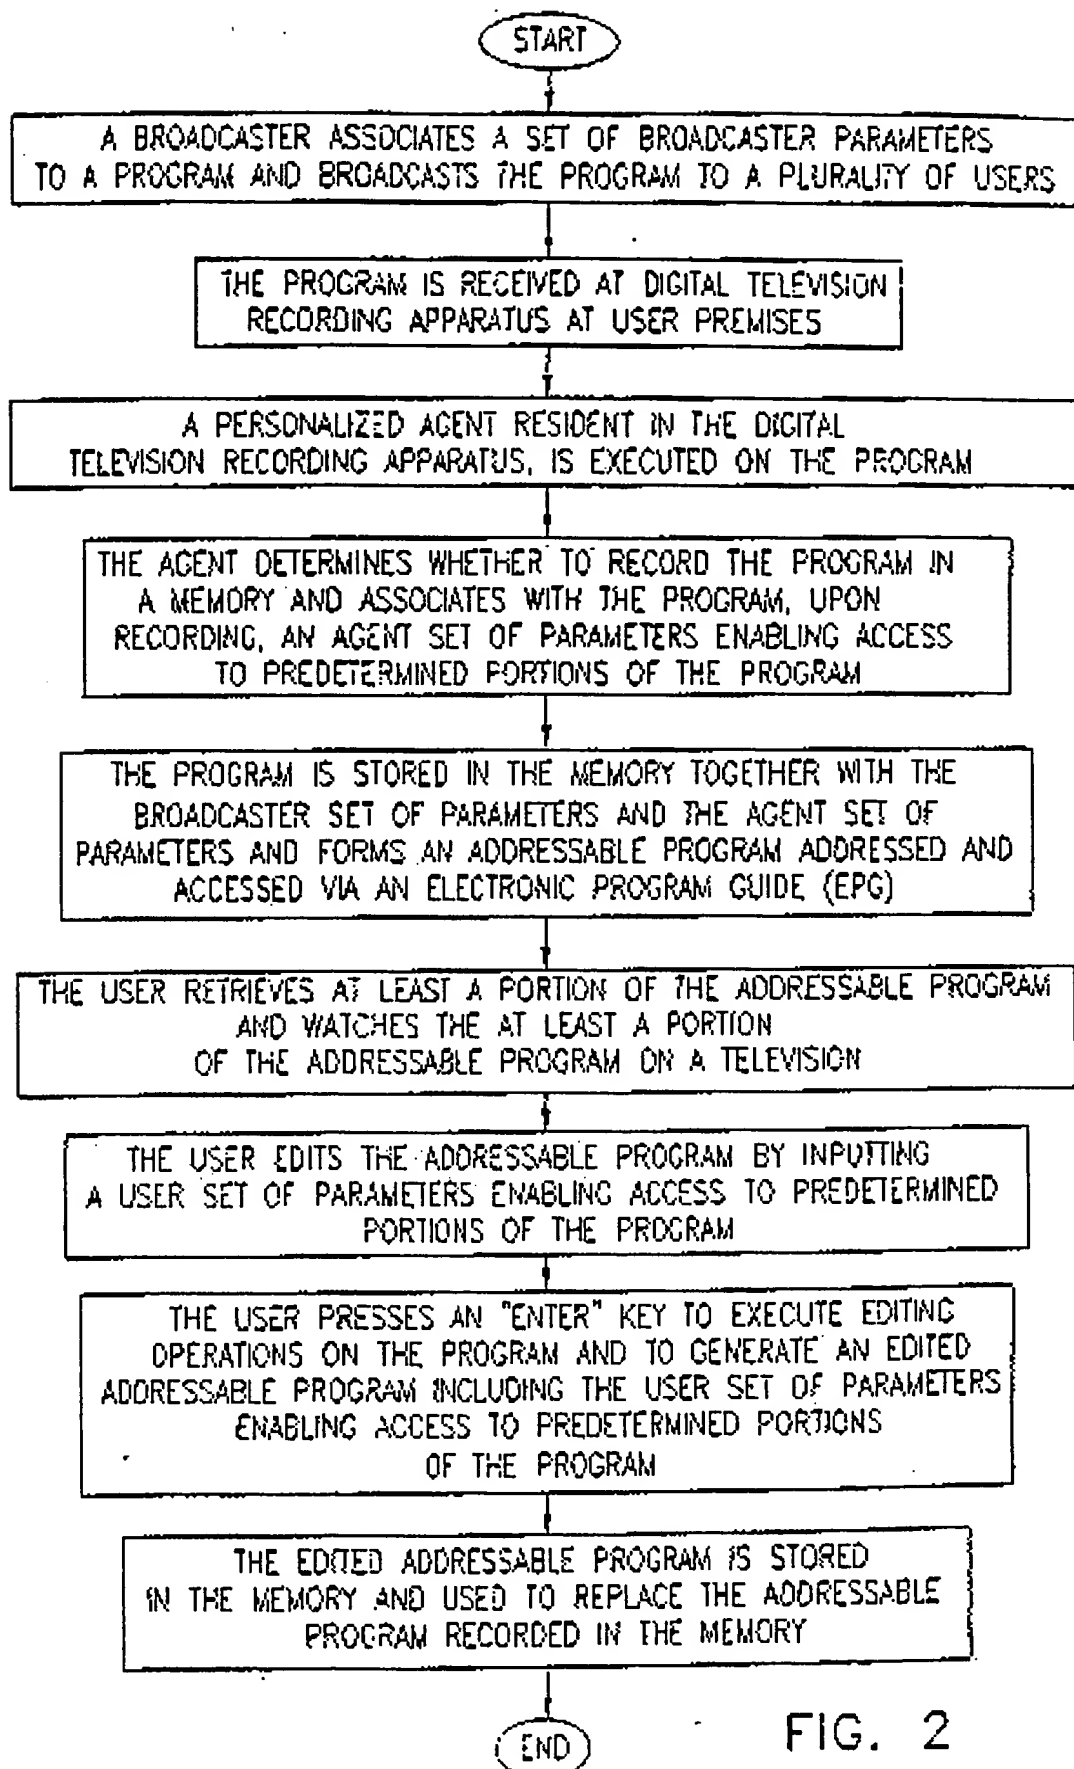 START
A BROADCASTER ASSOCIATES A SET OF BROADCASTER PARAMETERS
TO A PROGRAM AND BROADCASTS THE PROGRAM TO A PLURALITY OF USERS
THE PROGRAM IS RECEIVED AT DIGITAL TELEVISION
RECORDING APPARATUS AT USER PREMISES
A PERSONALIZED AGENT RESIDENT IN THE DIGITAL
TELEVISION RECORDING APPARATUS, IS EXECUTED ON THE PROGRAM
THE AGENT DETERMINES WHETHER TO RECORD THE PROGRAM IN
A MEMORY AND ASSOCIATES WITH THE PROGRAM, UPON
RECORDING, AN AGENT SET OF PARAMETERS ENABLING ACCESS
TO PREDETERMINED PORTIONS OF THE PROGRAM
THE PROGRAM IS STORED IN THE MEMORY TOGETHER WITH THE
BROADCASTER SET OF PARAMETERS AND THE AGENT SET OF
PARAMETERS AND FORMS AN ADDRESSABLE PROGRAM ADDRESSED AND
ACCESSED VIA AN ELECTRONIC PROGRAM GUIDE (EPG)
THE USER RETRIEVES AT LEAST A PORTION OF THE ADDRESSABLE PROGRAM
AND WATCHES THE AT LEAST A PORTION
OF THE ADDRESSABLE PROGRAM ON A TELEVISION
THE USER EDITS THE ADDRESSABLE PROGRAM BY INPUTTING
A USER SET OF PARAMETERS ENABLING ACCESS TO PREDETERMINED
PORTIONS OF THE PROGRAM
THE USER PRESSES AN "ENTER" KEY TO EXECUTE EDITING
OPERATIONS ON THE PROGRAM AND TO GENERATE AN EDITED
ADDRESSABLE PROGRAM INCLUDING THE USER SET OF PARAMETERS
ENABLING ACCESS TO PREDETERMINED PORTIONS
OF THE PROGRAM
THE EDITED ADDRESSABLE PROGRAM IS STORED
IN THE MEMORY AND USED TO REPLACE THE ADDRESSABLE
PROGRAM RECORDED IN THE MEMORY
END
FIG. 2